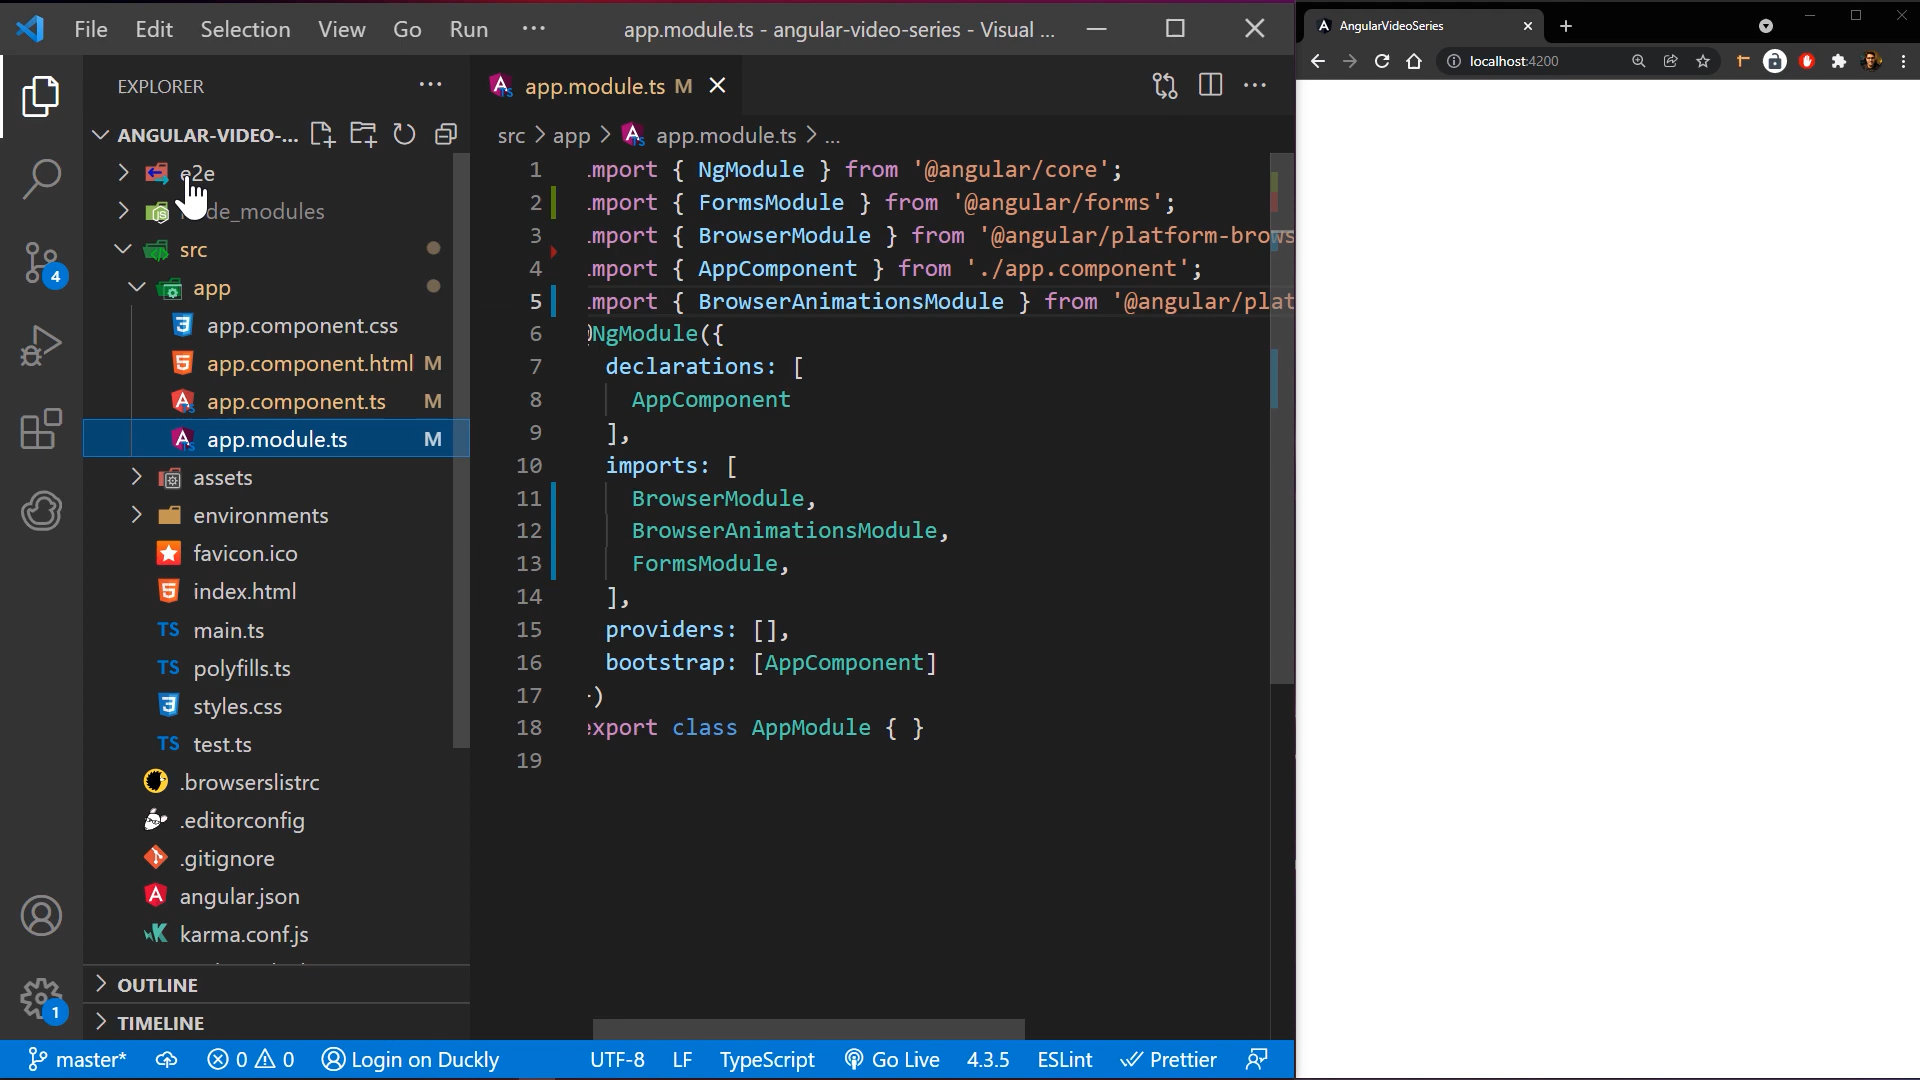 File Edit Selection View Go Run ···
app.module.ts - angular-video-series - Visual ...
AngularVideoSeries
localhost:4200
EXPLORER
ANGULAR-VIDEO-...
e2e
src
app
app.component.css
app.component.html M
app.component.ts M
app.module.ts M
assets
environments
favicon.ico
index.html
main.ts
polyfills.ts
styles.css
test.ts
.browserslistrc
.editorconfig
.gitignore
angular.json
karma.conf.js
OUTLINE
TIMELINE
4
1
app.module.ts M
src > app > app.module.ts > ...
1 mport { NgModule } from '@angular/core';
2 mport { FormsModule } from '@angular/forms';
3 mport { BrowserModule } from '@angular/platform-brows
4 mport { AppComponent } from './app.component';
5 mport { BrowserAnimationsModule } from '@angular/plat
6 NgModule({
7 declarations: [
8 AppComponent
9 ],
10 imports: [
11 BrowserModule,
12 BrowserAnimationsModule,
13 FormsModule,
14 ],
15 providers: [],
16 bootstrap: [AppComponent]
17 )
18 xport class AppModule { }
19
master* 0 0 Login on Duckly UTF-8 LF TypeScript Go Live 4.3.5 ESLint Prettier